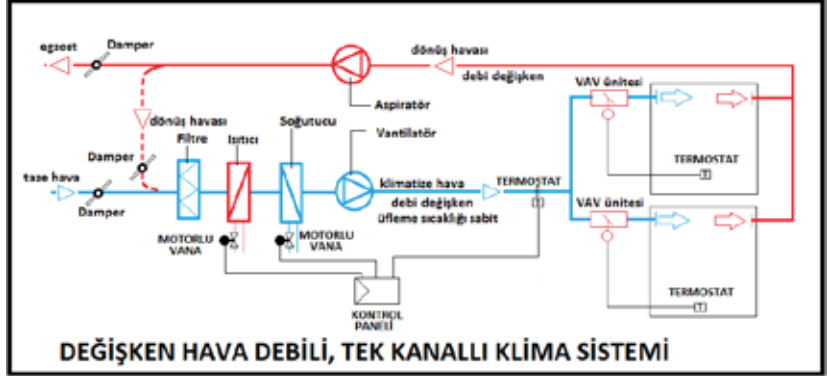 egsost
Damper
dönüş havası
debi değişken
VAV ünitesi
Aspiratör
dönüş havası
Filtre
Isıtıcı
Soğutucu
Vantilatör
Damper
TERMOSTAT
T
taze hava
Damper
klimatize hava
debi değişken
üfleme sıcaklığı sabit
TERMOSTAT
T
VAV ünitesi
MOTORLU
VANA
MOTORLU
VANA
TERMOSTAT
T
KONTROL
PANELİ
DEĞİŞKEN HAVA DEBİLİ, TEK KANALLI KLİMA SİSTEMİ